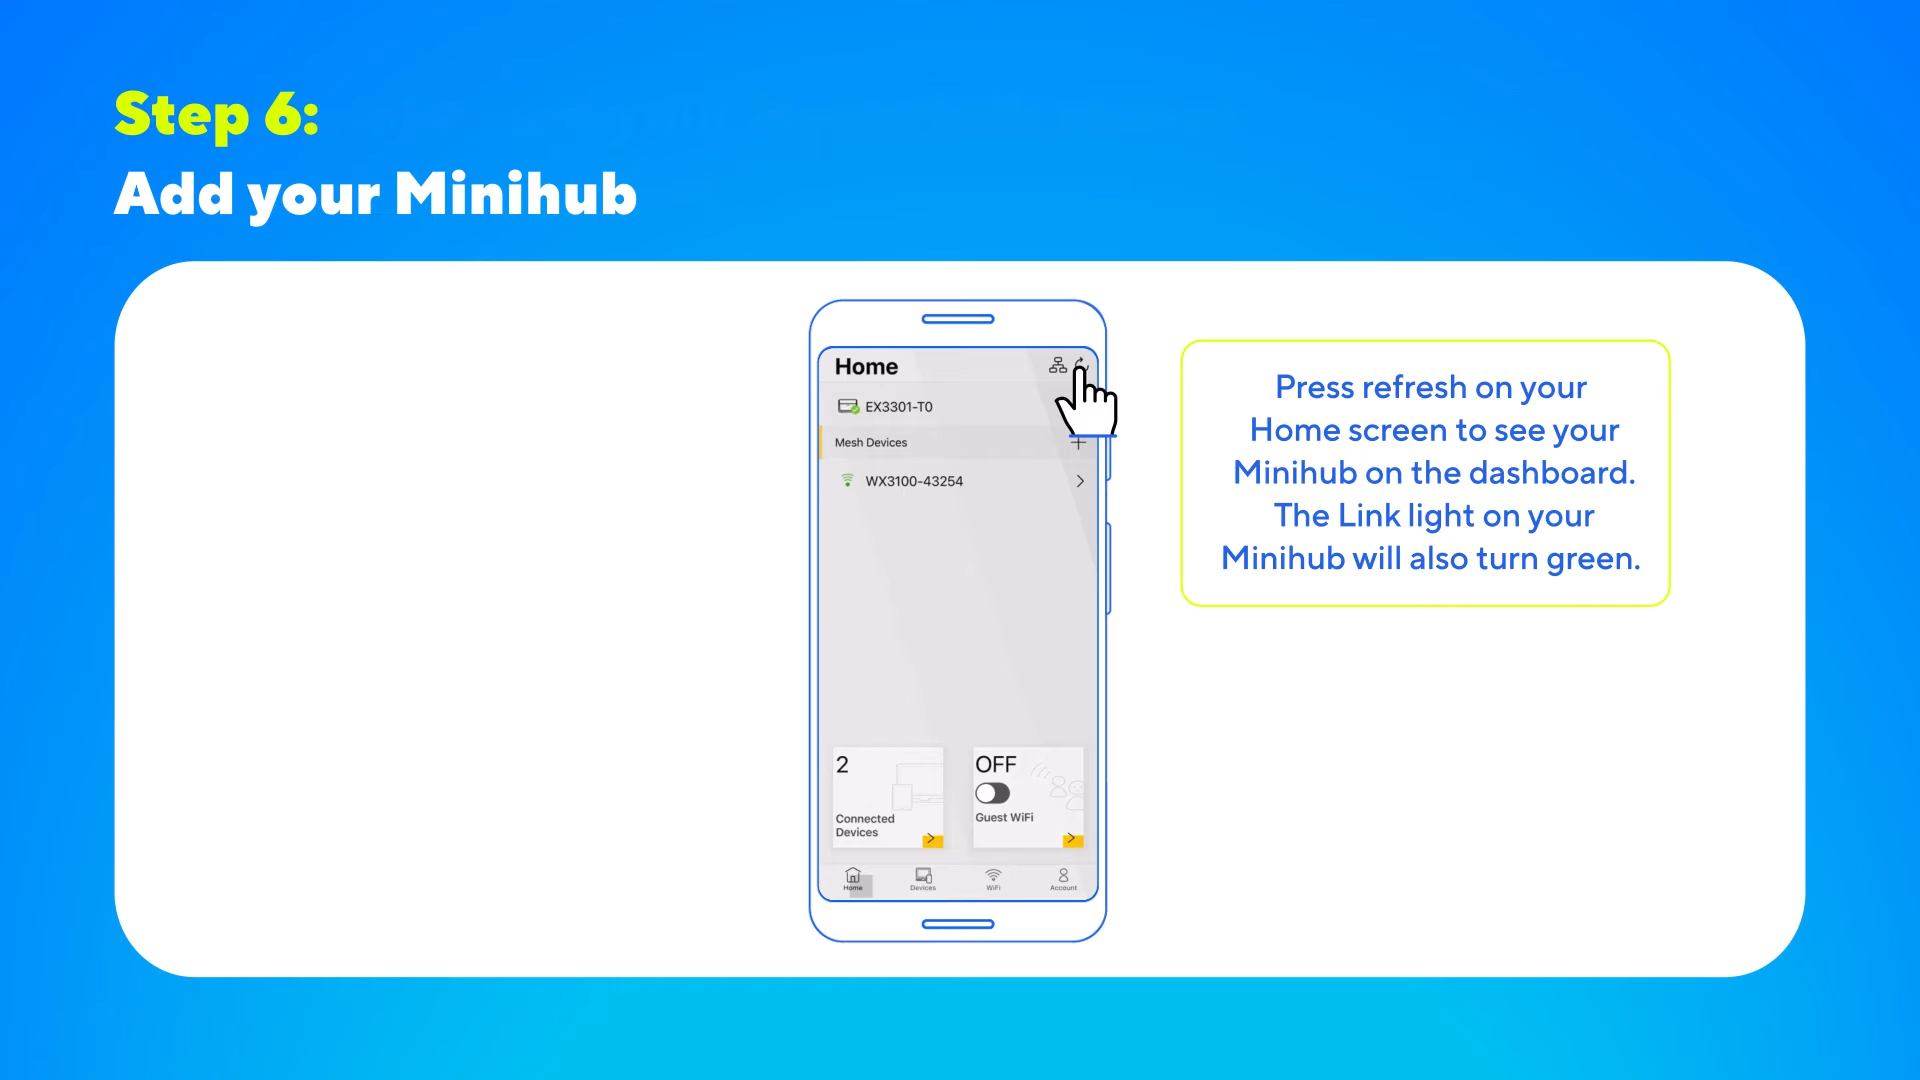 Step 6:
Add your Minihub
Home
EX3301-T0
Mesh Devices
WX3100-43254
2
Connected
Devices
OFF
Guest WiFi
Home
Devices
WiFi
Account
Press refresh on your
Home screen to see your
Minihub on the dashboard.
The Link light on your
Minihub will also turn green.